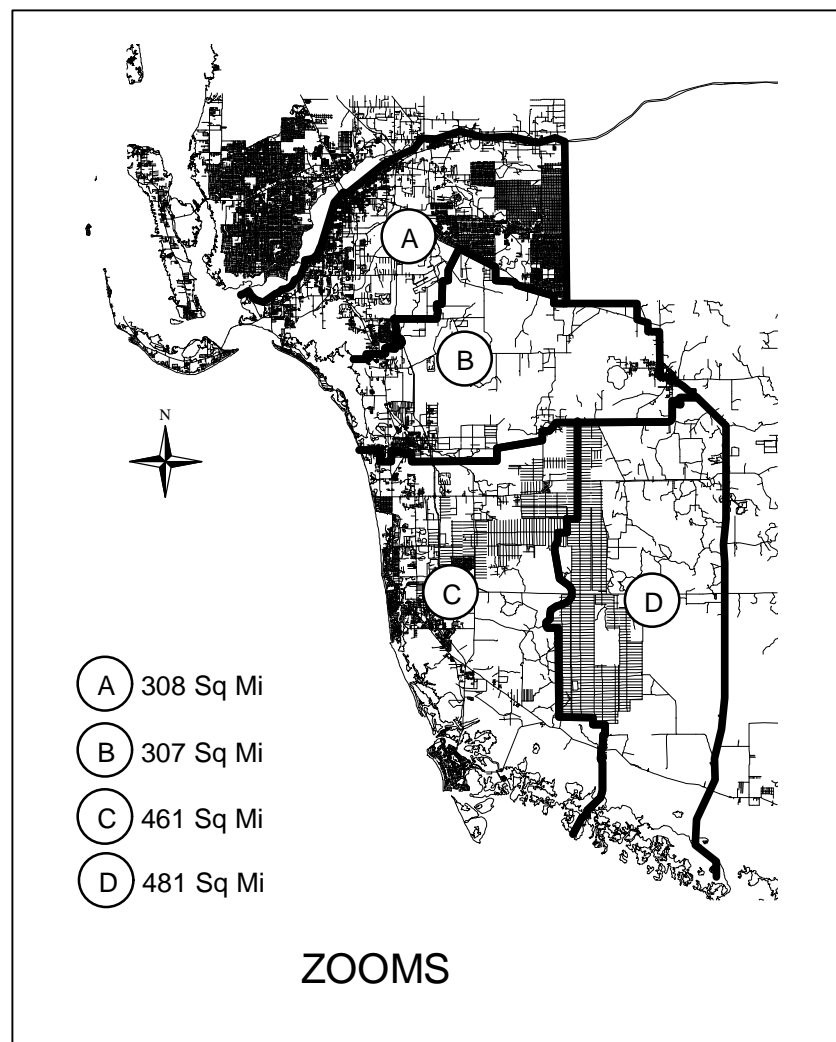 A
B
N
C
D
A 308 Sq Mi
B 307 Sq Mi
C 461 Sq Mi
D 481 Sq Mi
ZOOMS